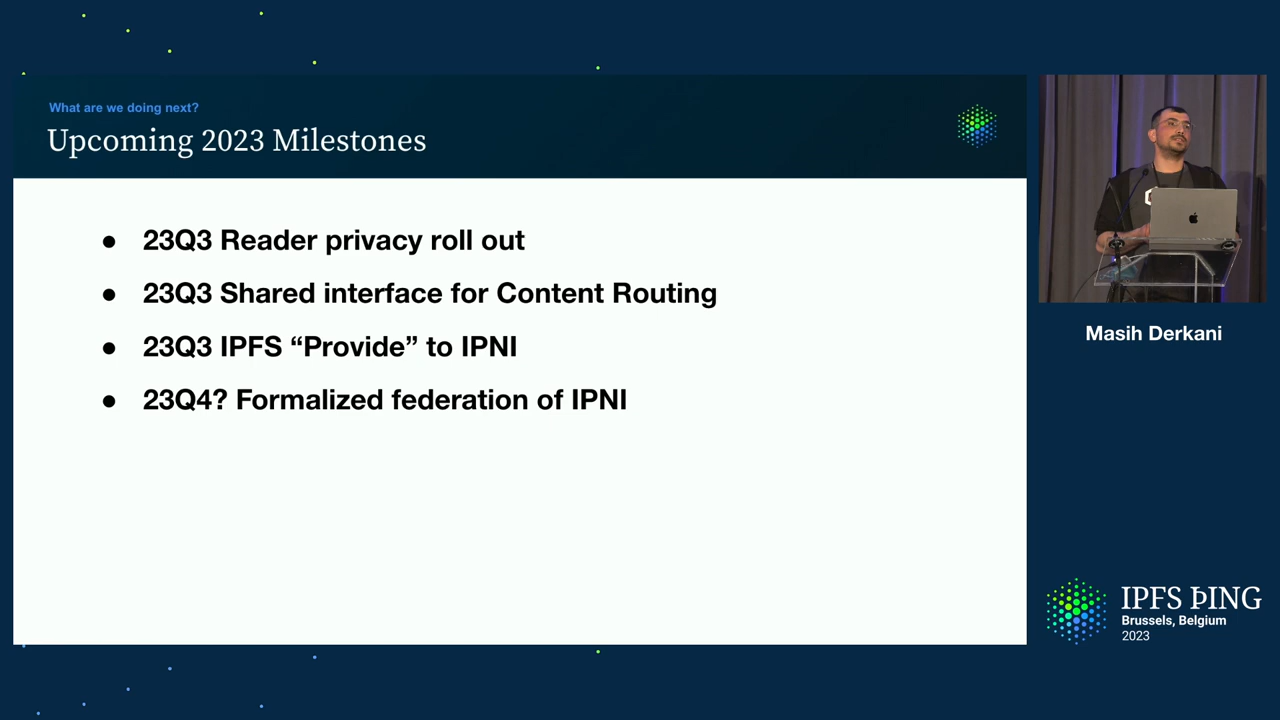 What are we doing next?
Upcoming 2023 Milestones
● 23Q3 Reader privacy roll out
● 23Q3 Shared interface for Content Routing
● 23Q3 IPFS “Provide” to IPNI
● 23Q4? Formalized federation of IPNI
Masih Derkani
IPFS ÞING
Brussels, Belgium
2023